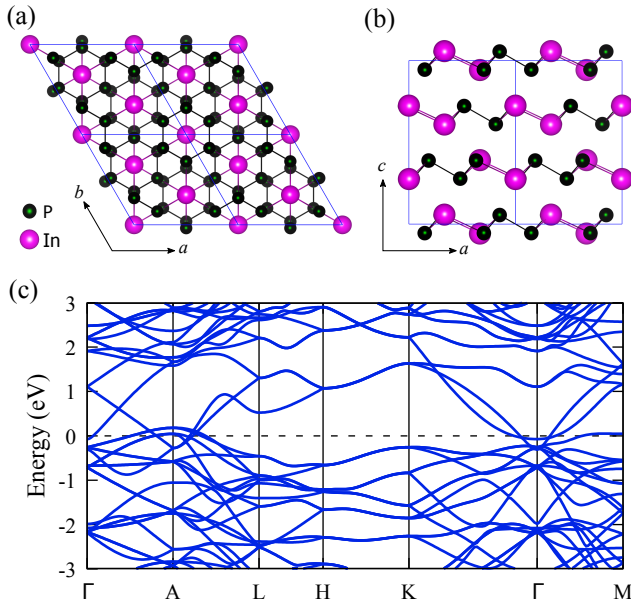 (a)
(b)
b
a
P
In
c
a
(c)
Energy (eV)
3
2
1
0
-1
-2
-3
Γ A L H K Γ M